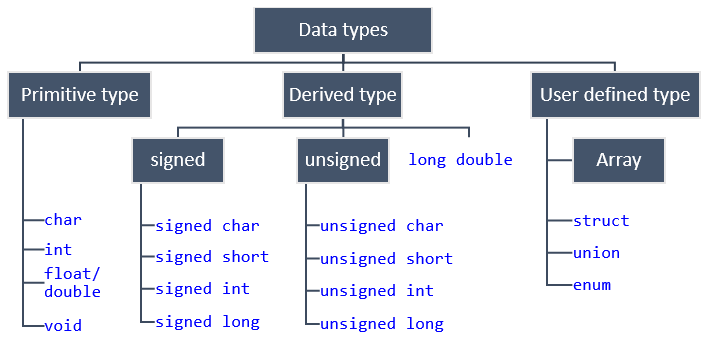 Data types
Primitive type
Derived type
User defined type
signed
unsigned
long double
Array
char
int
float/
double
void
signed char
signed short
signed int
signed long
unsigned char
unsigned short
unsigned int
unsigned long
struct
union
enum